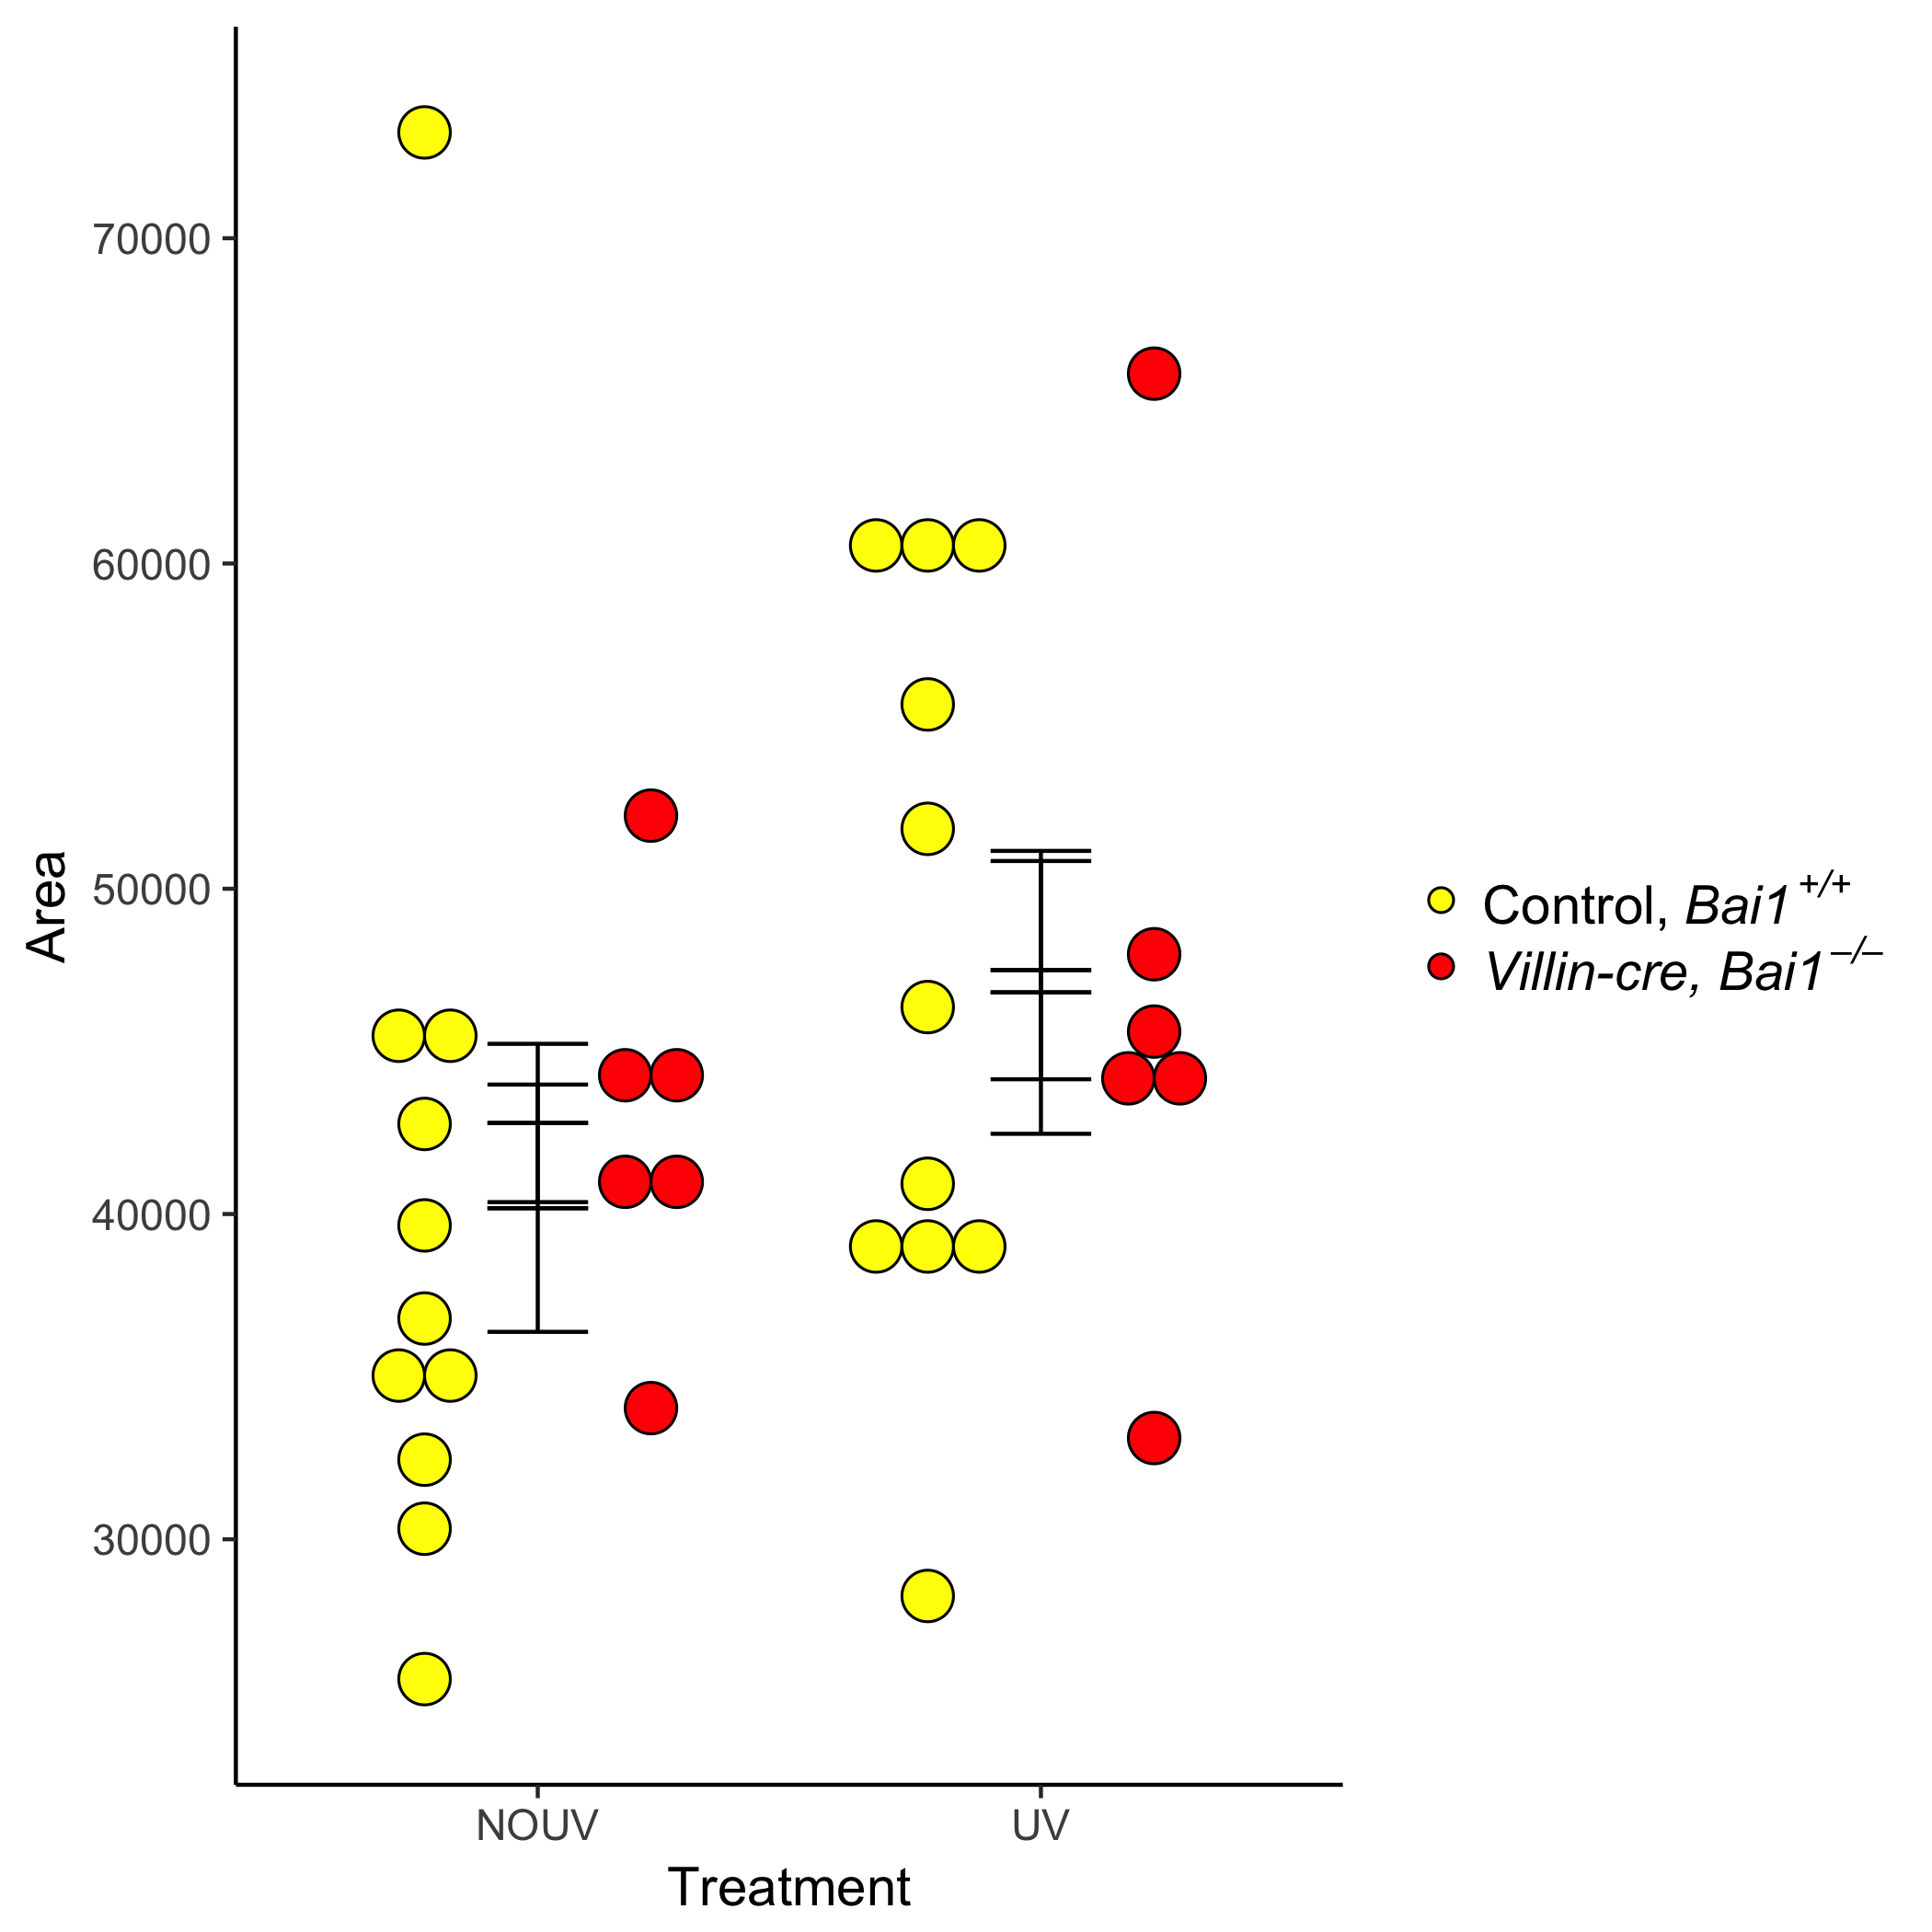 70000
60000
50000
40000
30000
Area
NOUV
UV
Treatment
Control, Bai1 +/+
Villin-cre, Bai1 −/−